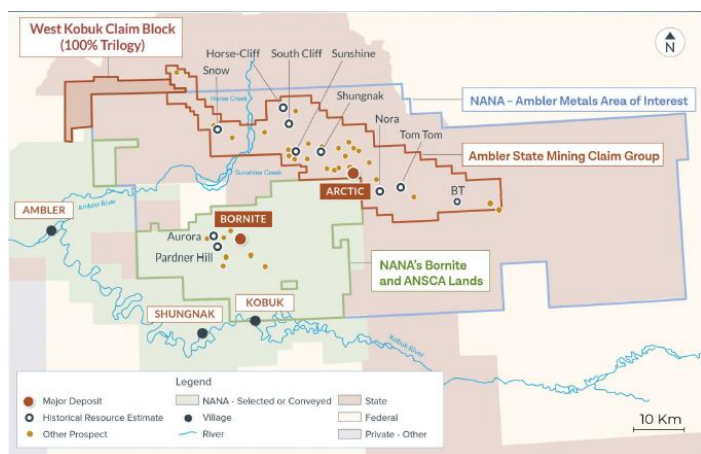 West Kobuk Claim Block
(100% Trilogy)
Horse-Cliff
South Cliff
Sunshine
Snow
Shungnak
N
NANA – Ambler Metals Area of Interest
Horse Creek
Nora
Tom Tom
Ambler State Mining Claim Group
Sunshine Creek
ARCTIC
BT
AMBLER
Ambler River
BORNITE
Aurora
Pardner Hill
NANA's Bornite
and ANSCA Lands
KOBUK
SHUNGNAK
Kobuk River
Legend
Major Deposit
Historical Resource Estimate
Other Prospect
NANA - Selected or Conveyed
Village
River
State
Federal
Private - Other
10 Km